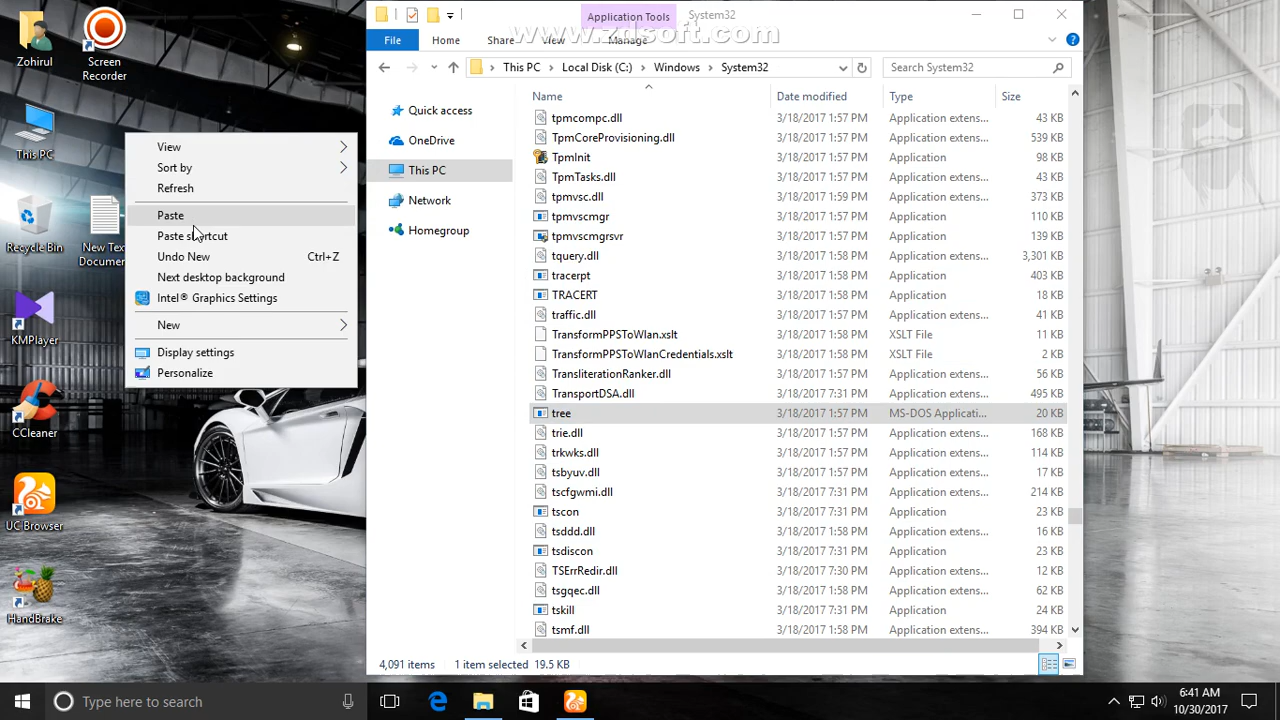 Zohirul
Screen
Recorder
This PC
Recycle Bin
New Text
Document
KMPlayer
CCleaner
UC Browser
HandBrake
View
Sort by
Refresh
Paste
Paste shortcut
Undo New Ctrl+Z
Next desktop background
Intel® Graphics Settings
New
Display settings
Personalize
Application Tools System32
www.zdsoft.com
File Home Share View Manage
This PC Local Disk (C:) Windows System32 Search System32
Quick access
OneDrive
This PC
Network
Homegroup
Name Date modified Type Size
tpmcompc.dll 3/18/2017 1:57 PM Application extens... 43 KB
TpmCoreProvisioning.dll 3/18/2017 1:57 PM Application extens... 539 KB
TpmInit 3/18/2017 1:57 PM Application 98 KB
TpmTasks.dll 3/18/2017 1:57 PM Application extens... 43 KB
tpmvsc.dll 3/18/2017 1:57 PM Application extens... 373 KB
tpmvscmgr 3/18/2017 1:57 PM Application 110 KB
tpmvscmgrsvr 3/18/2017 1:57 PM Application 139 KB
tquery.dll 3/18/2017 1:58 PM Application extens... 3,301 KB
tracerpt 3/18/2017 1:57 PM Application 403 KB
TRACERT 3/18/2017 1:57 PM Application 18 KB
traffic.dll 3/18/2017 1:57 PM Application extens... 41 KB
TransformPPSToWlan.xslt 3/18/2017 1:57 PM XSLT File 11 KB
TransformPPSToWlanCredentials.xslt 3/18/2017 1:58 PM XSLT File 2 KB
TransliterationRanker.dll 3/18/2017 1:58 PM Application extens... 56 KB
TransportDSA.dll 3/18/2017 7:31 PM Application extens... 495 KB
tree 3/18/2017 1:57 PM MS-DOS Applicati... 20 KB
trie.dll 3/18/2017 1:58 PM Application extens... 168 KB
trkwks.dll 3/18/2017 1:57 PM Application extens... 114 KB
tsbyuv.dll 3/18/2017 1:58 PM Application extens... 17 KB
tscfgwmi.dll 3/18/2017 7:31 PM Application extens... 214 KB
tscon 3/18/2017 7:31 PM Application 23 KB
tsddd.dll 3/18/2017 1:58 PM Application extens... 16 KB
tsdiscon 3/18/2017 7:31 PM Application 23 KB
TSErrRedir.dll 3/18/2017 7:30 PM Application extens... 12 KB
tsgqec.dll 3/18/2017 1:58 PM Application extens... 62 KB
tskill 3/18/2017 7:31 PM Application 24 KB
tsmf.dll 3/18/2017 1:58 PM Application extens... 394 KB
4,091 items 1 item selected 19.5 KB
Type here to search
6:41 AM
10/30/2017